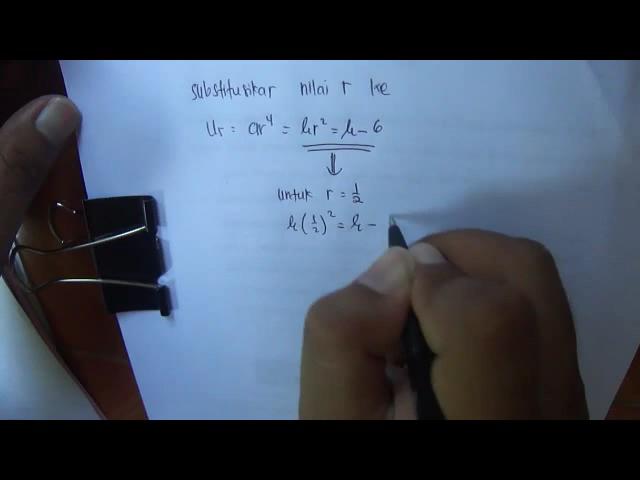 substitusikan nilai r ke
U₅ = ar⁴ = kr² = k - 6
⇓
untuk r = 1/2
k(1/2)² = k -